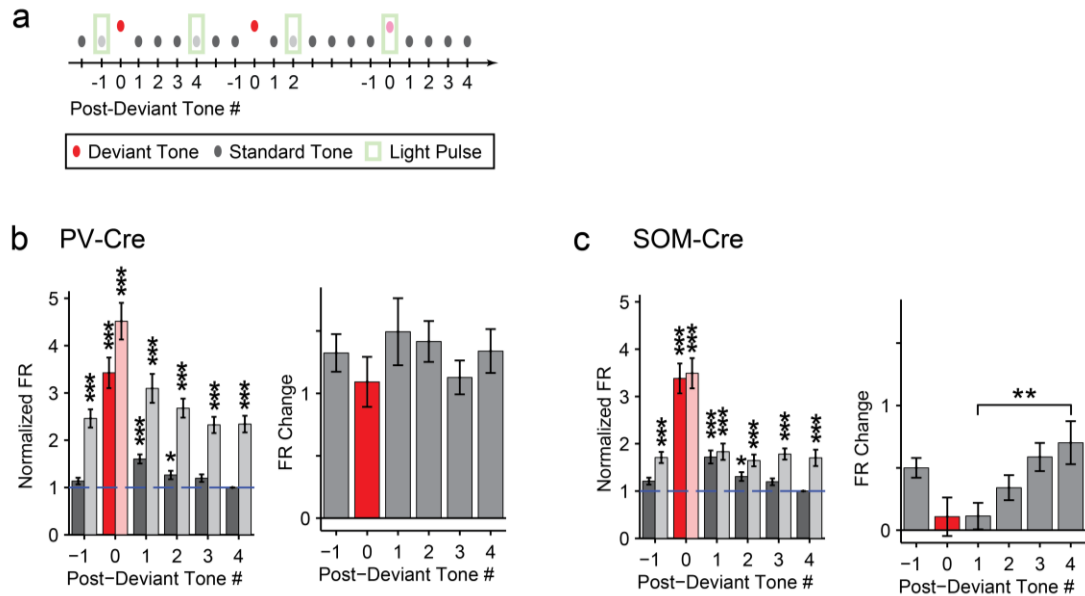 a
-1 0 1 2 3 4 -1 0 1 2 -1 0 1 2 3 4
Post-Deviant Tone #
Deviant Tone Standard Tone Light Pulse
b PV-Cre
Normalized FR
5
4
3
2
1
0
*** *** *** *** *** * *** *** ***
−1 0 1 2 3 4
Post−Deviant Tone #
FR Change
1
0
−1 0 1 2 3 4
Post−Deviant Tone #
c SOM-Cre
Normalized FR
5
4
3
2
1
0
*** *** *** *** *** * *** *** ***
−1 0 1 2 3 4
Post−Deviant Tone #
FR Change
1
0
**
−1 0 1 2 3 4
Post−Deviant Tone #